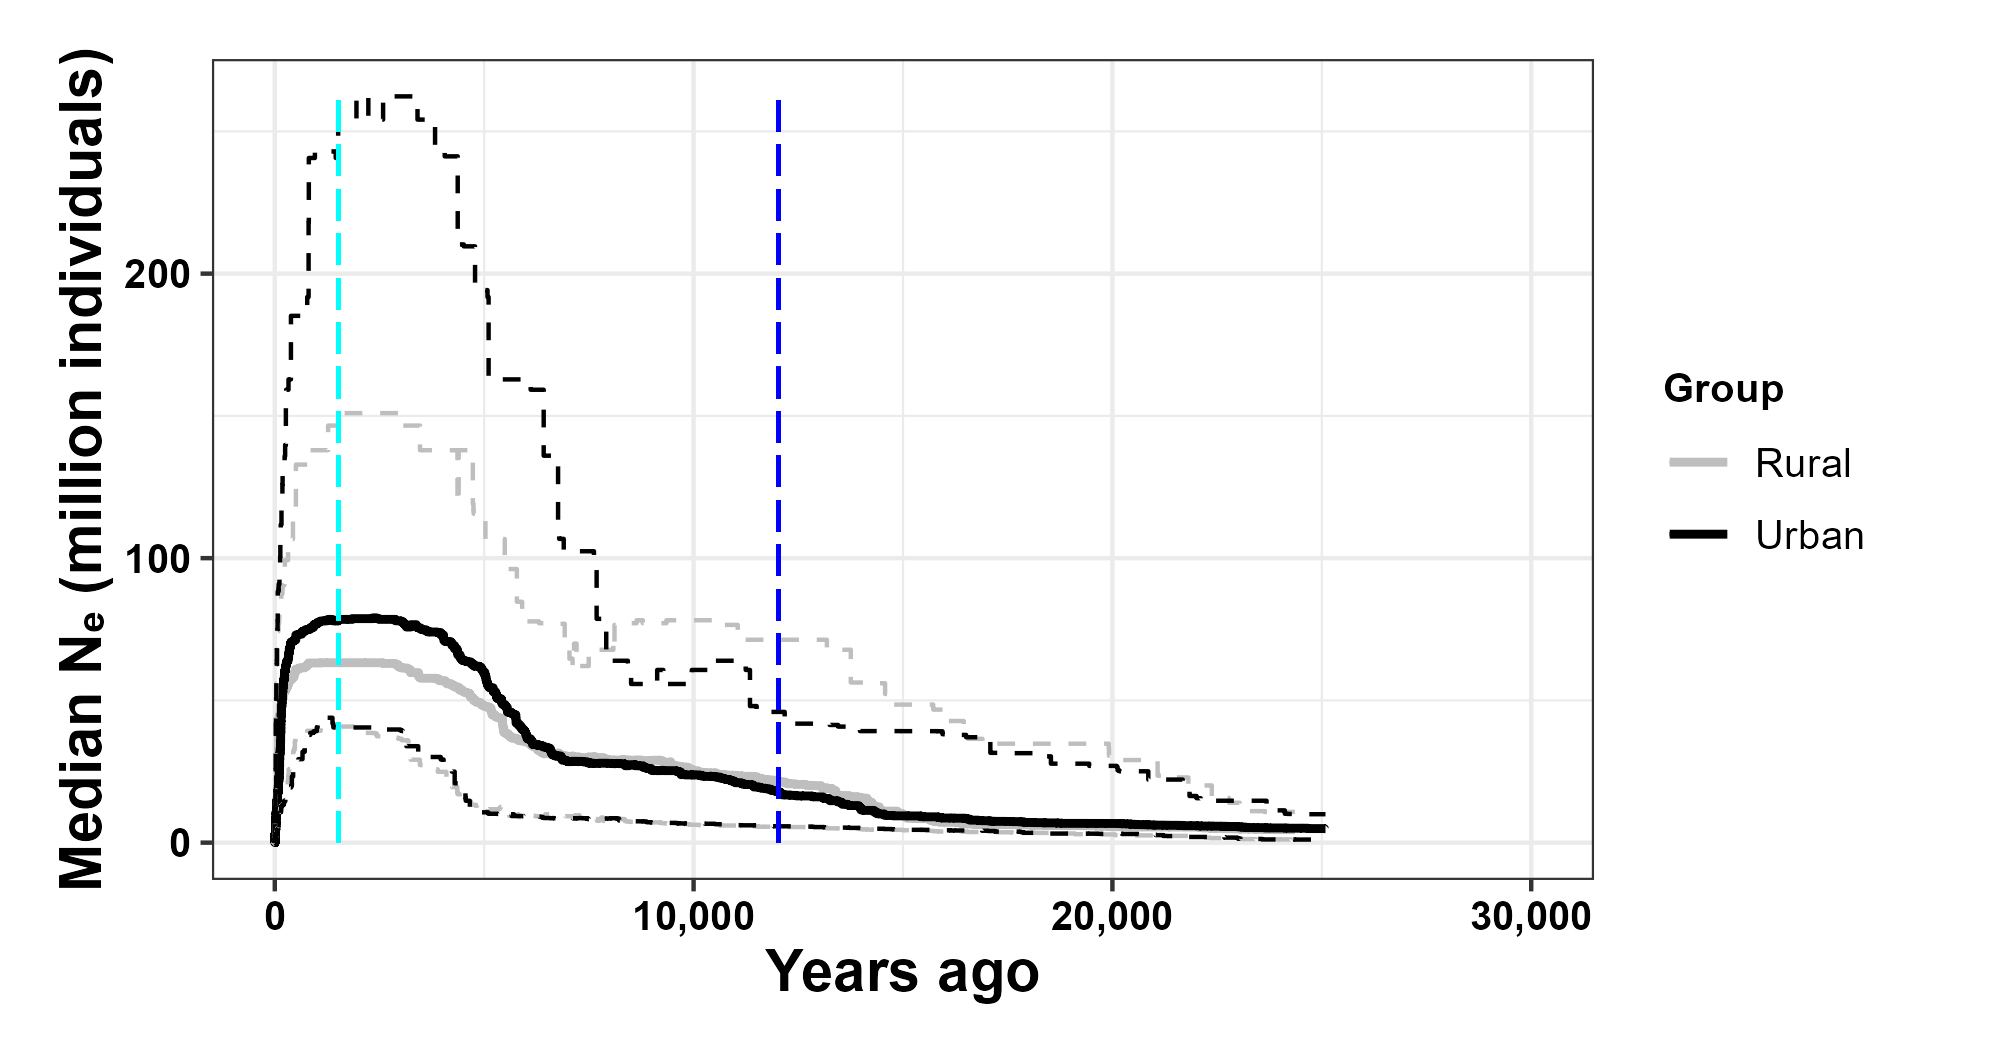 Median Ne (million individuals)
200
100
0
0
10,000
20,000
30,000
Years ago
Group
Rural
Urban